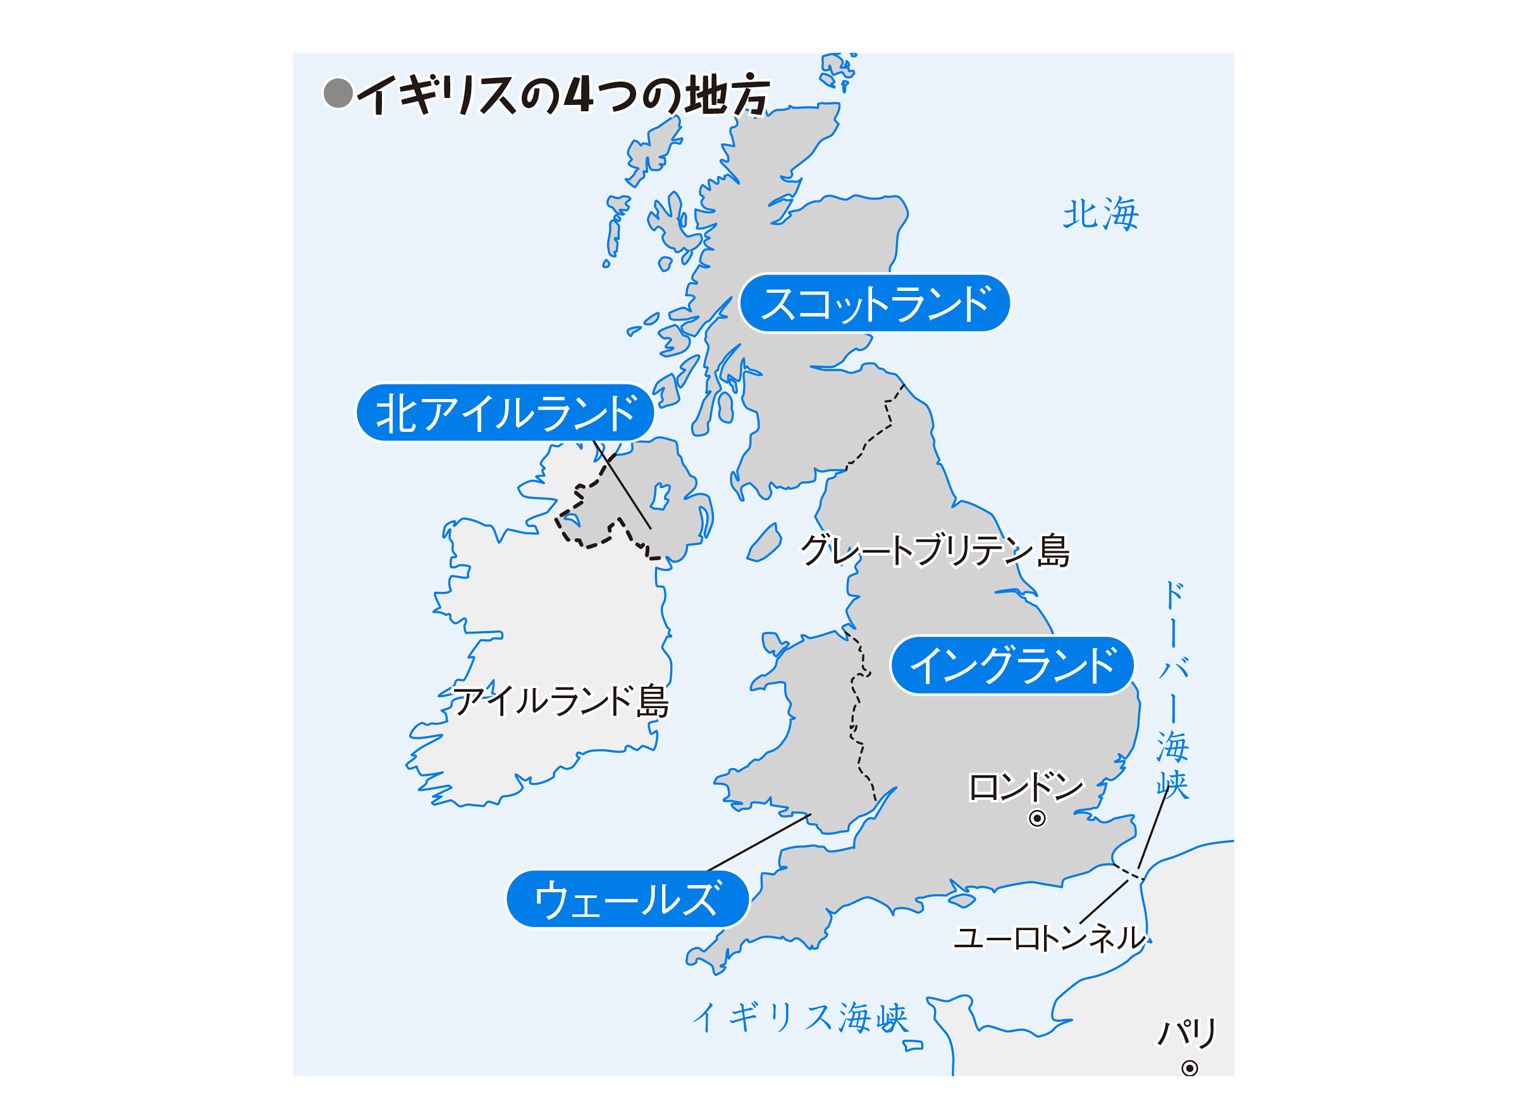 ●イギリスの4つの地方
北海
スコットランド
北アイルランド
グレートブリテン島
ドーバー海峡
イングランド
アイルランド島
ロンドン
ウェールズ
ユーロトンネル
イギリス海峡
パリ